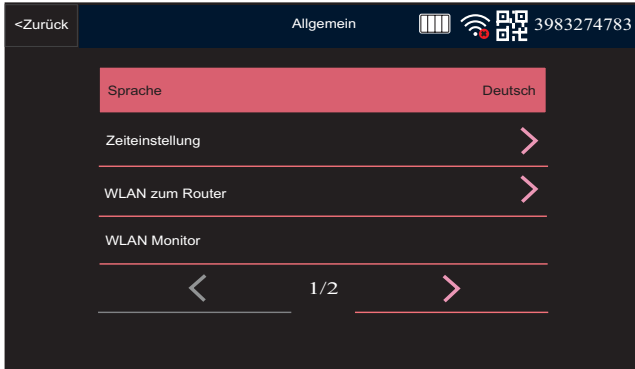 <Zurück Allgemein 3983274783
Sprache Deutsch
Zeiteinstellung
WLAN zum Router
WLAN Monitor
1/2